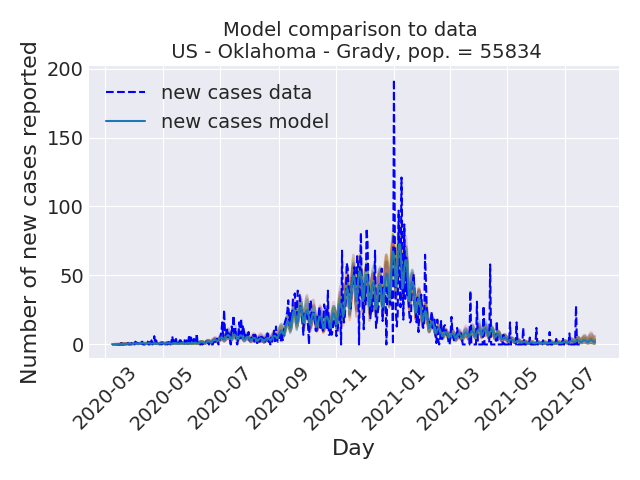 Model comparison to data
US - Oklahoma - Grady, pop. = 55834
Number of new cases reported
200
150
100
50
0
new cases data
new cases model
2020-03
2020-05
2020-07
2020-09
2020-11
2021-01
2021-03
2021-05
2021-07
Day